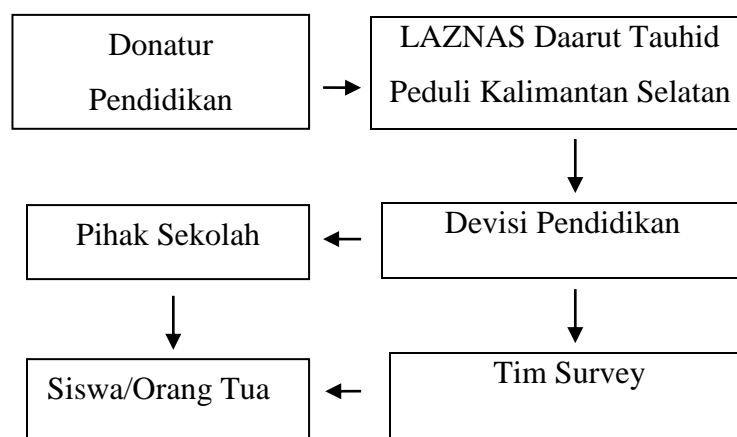 Donatur
Pendidikan
LAZNAS Daarut Tauhid
Peduli Kalimantan Selatan
Pihak Sekolah
Devisi Pendidikan
Siswa/Orang Tua
Tim Survey